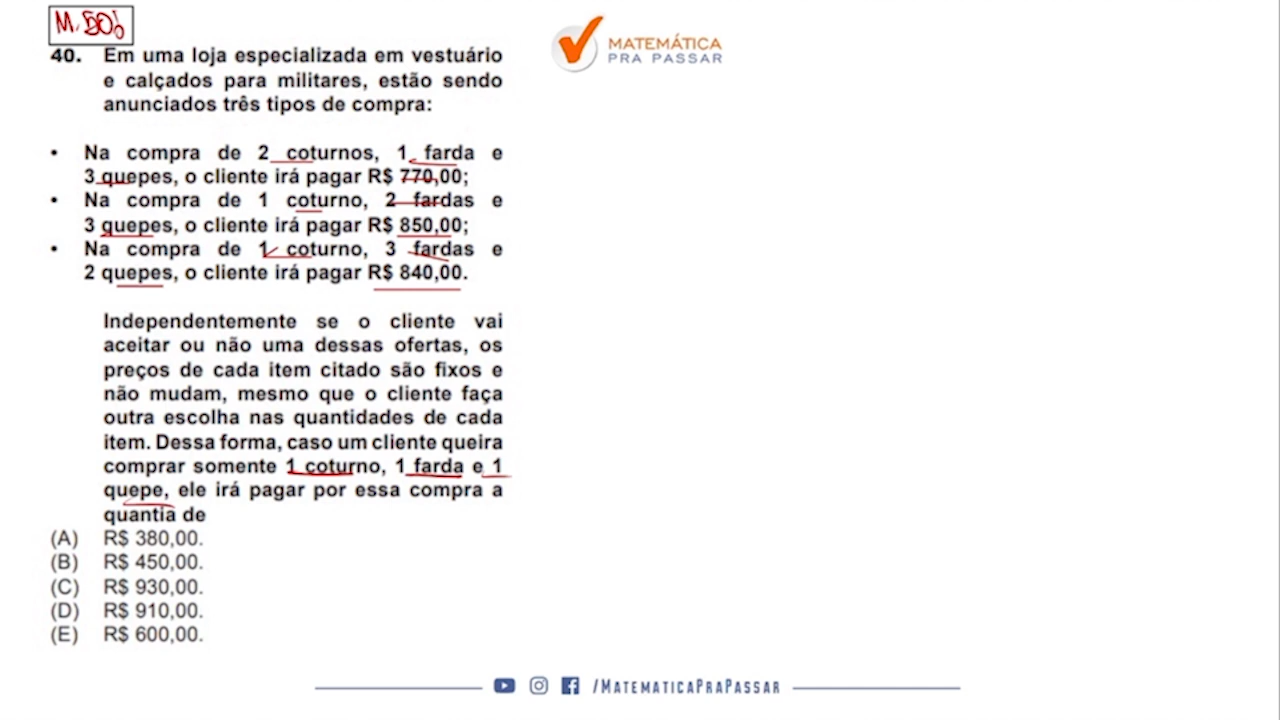 M.50!
MATEMÁTICA
PRA PASSAR
40. Em uma loja especializada em vestuário
e calçados para militares, estão sendo
anunciados três tipos de compra:
• Na compra de 2 coturnos, 1 farda e
3 quepes, o cliente irá pagar R$ 770,00;
• Na compra de 1 coturno, 2 fardas e
3 quepes, o cliente irá pagar R$ 850,00;
• Na compra de 1 coturno, 3 fardas e
2 quepes, o cliente irá pagar R$ 840,00.
Independentemente se o cliente vai
aceitar ou não uma dessas ofertas, os
preços de cada item citado são fixos e
não mudam, mesmo que o cliente faça
outra escolha nas quantidades de cada
item. Dessa forma, caso um cliente queira
comprar somente 1 coturno, 1 farda e 1
quepe, ele irá pagar por essa compra a
quantia de
(A) R$ 380,00.
(B) R$ 450,00.
(C) R$ 930,00.
(D) R$ 910,00.
(E) R$ 600,00.
/MATEMATICAPRAPASSAR